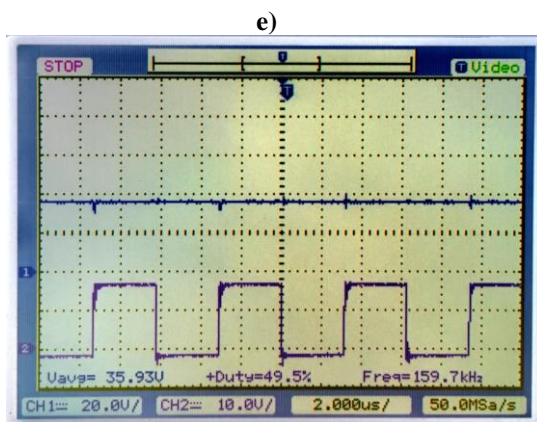 e)
STOP
T
T Video
T
1
2
Vavg= 35.93V +Duty=49.5% Freq=159.7kHz
CH1 20.0V/ CH2 10.0V/ 2.000us/ 50.0MSa/s